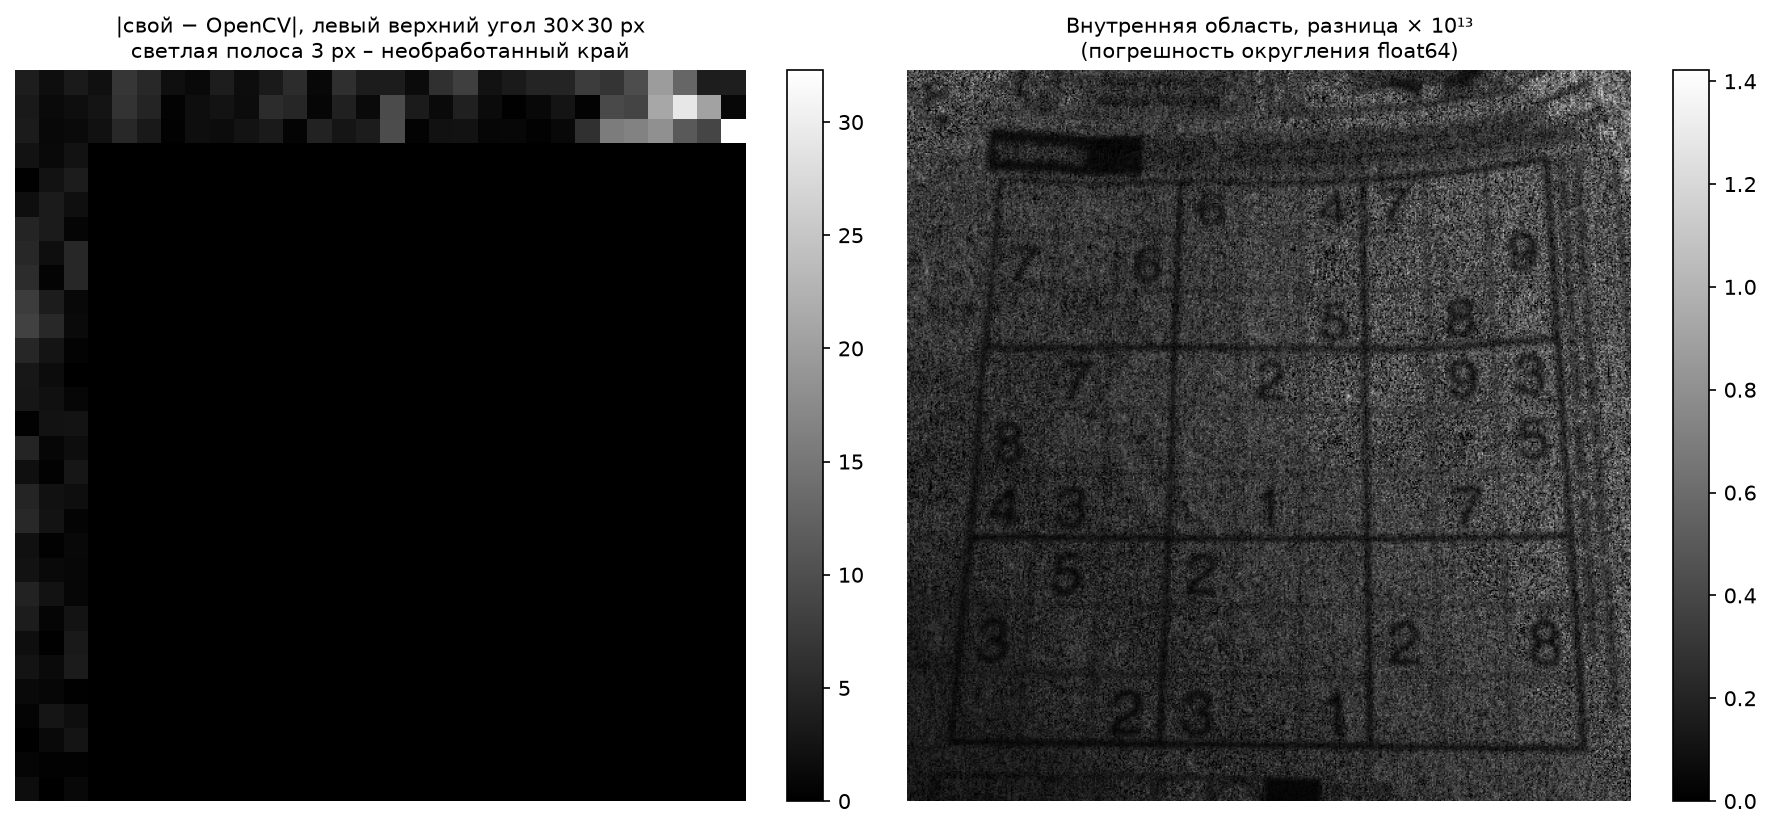 |свой − OpenCV|, левый верхний угол 30×30 px
светлая полоса 3 px – необработанный край
30
25
20
15
10
5
0
Внутренняя область, разница × 10¹³
(погрешность округления float64)
6 4 7
7 6 9
5 8
7 2 9 3
8 5
4 3 1 7
5 2
3 2 8
2 3 1
1.4
1.2
1.0
0.8
0.6
0.4
0.2
0.0